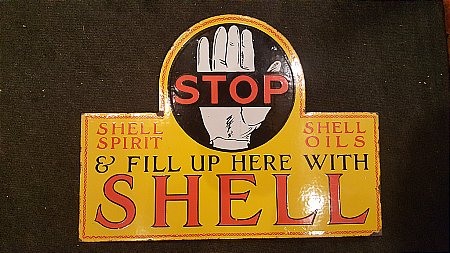 STOP
SHELL SPIRIT
SHELL OILS
& FILL UP HERE WITH
SHELL